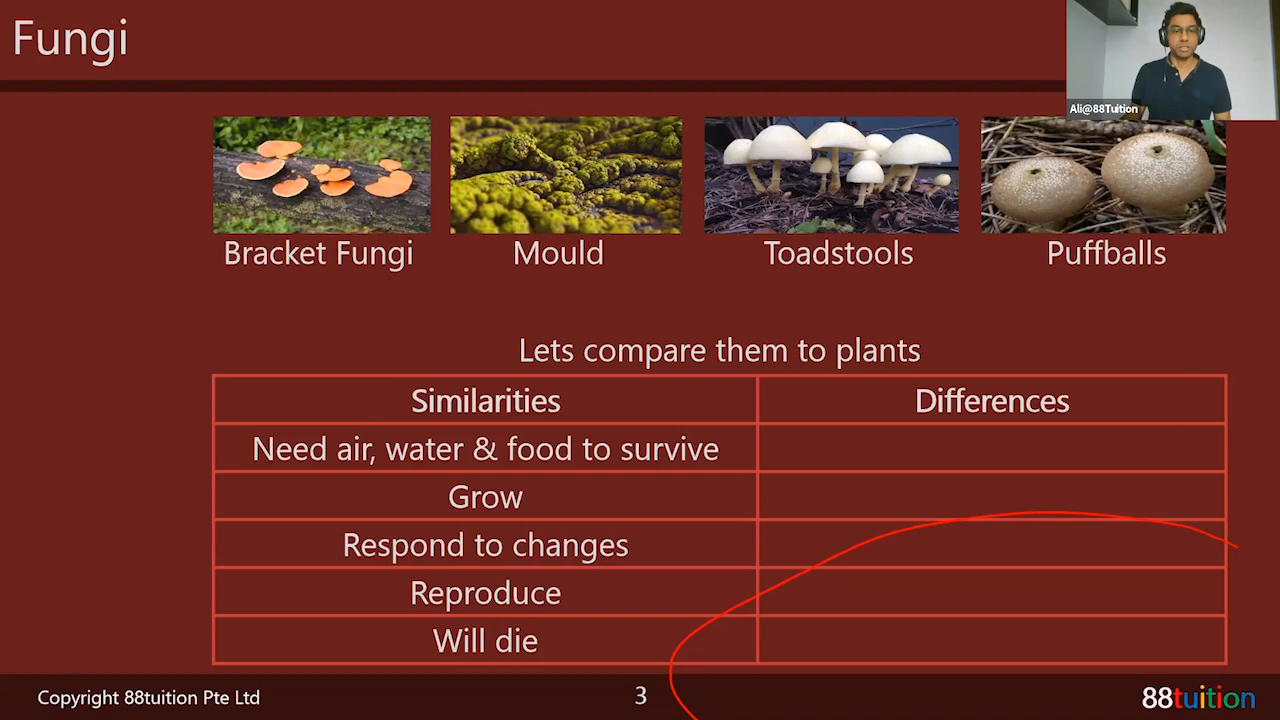 Fungi
Ali@88Tuition
Bracket Fungi
Mould
Toadstools
Puffballs
Lets compare them to plants
Similarities
Differences
Need air, water & food to survive
Grow
Respond to changes
Reproduce
Will die
Copyright 88tuition Pte Ltd
3
88tuition